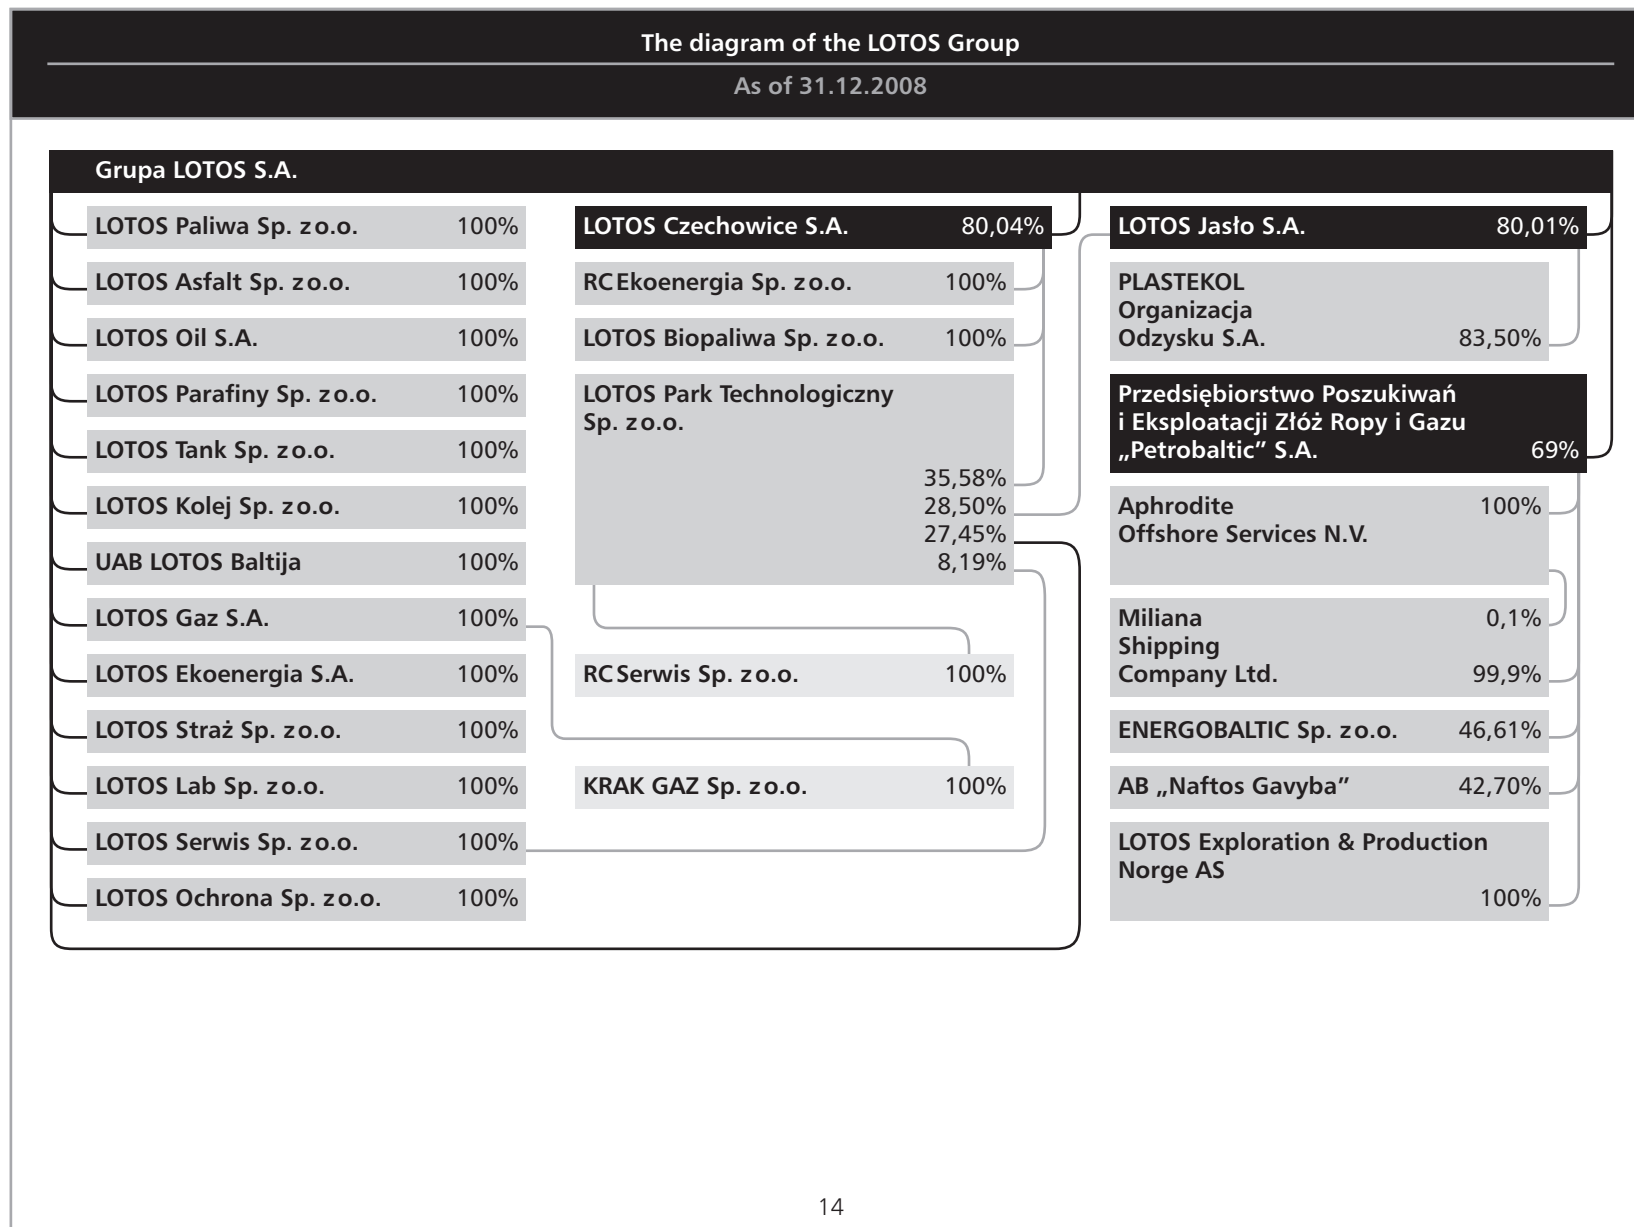 The diagram of the LOTOS Group
As of 31.12.2008
Grupa LOTOS S.A.
LOTOS Paliwa Sp. z o.o. 100%
LOTOS Asfalt Sp. z o.o. 100%
LOTOS Oil S.A. 100%
LOTOS Parafiny Sp. z o.o. 100%
LOTOS Tank Sp. z o.o. 100%
LOTOS Kolej Sp. z o.o. 100%
UAB LOTOS Baltija 100%
LOTOS Gaz S.A. 100%
LOTOS Ekoenergia S.A. 100%
LOTOS Straż Sp. z o.o. 100%
LOTOS Lab Sp. z o.o. 100%
LOTOS Serwis Sp. z o.o. 100%
LOTOS Ochrona Sp. z o.o. 100%
LOTOS Czechowice S.A. 80,04%
RC Ekoenergia Sp. z o.o. 100%
LOTOS Biopaliwa Sp. z o.o. 100%
LOTOS Park Technologiczny
Sp. z o.o.
35,58%
28,50%
27,45%
8,19%
RC Serwis Sp. z o.o. 100%
KRAK GAZ Sp. z o.o. 100%
LOTOS Jasło S.A. 80,01%
PLASTEKOL
Organizacja
Odzysku S.A. 83,50%
Przedsiębiorstwo Poszukiwań
i Eksploatacji Złóż Ropy i Gazu
„Petrobaltic” S.A. 69%
Aphrodite 100%
Offshore Services N.V.
Miliana 0,1%
Shipping
Company Ltd. 99,9%
ENERGOBALTIC Sp. z o.o. 46,61%
AB „Naftos Gavyba” 42,70%
LOTOS Exploration & Production
Norge AS
100%
14